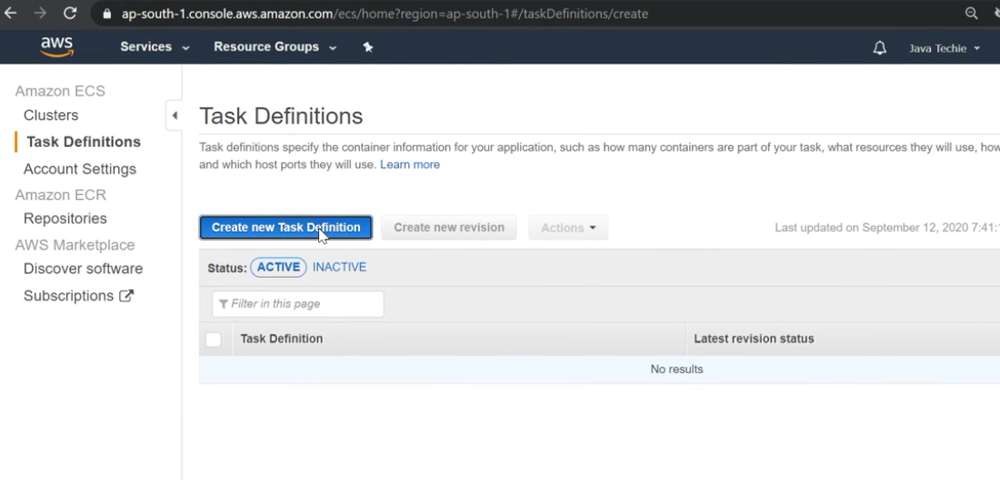 ap-south-1.console.aws.amazon.com/ecs/home?region=ap-south-1#/taskDefinitions/create
aws Services Resource Groups Java Techie
Amazon ECS
Clusters
Task Definitions
Account Settings
Amazon ECR
Repositories
AWS Marketplace
Discover software
Subscriptions
Task Definitions
Task definitions specify the container information for your application, such as how many containers are part of your task, what resources they will use, how
and which host ports they will use. Learn more
Create new Task Definition Create new revision Actions Last updated on September 12, 2020 7:41:
Status: ACTIVE INACTIVE
Filter in this page
Task Definition Latest revision status
No results